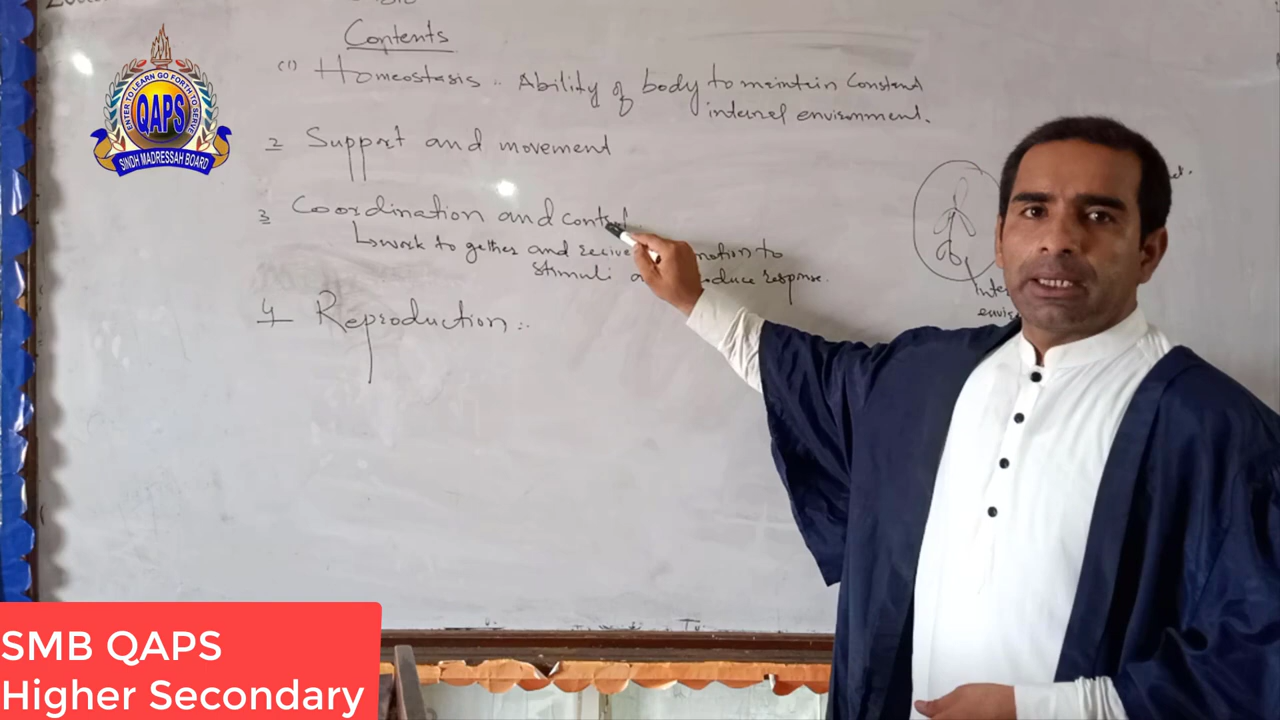 Contents
(1) Homeostasis :- Ability of body to maintain Constant
internal environment.
2 Support and movement
3 Coordination and control
↳ work to gether and recive
stimuli response.
4 Reproduction :-
ENTER TO LEARN GO FORTH TO SERVE
QAPS
SINDH MADRESSAH BOARD
SMB QAPS
Higher Secondary